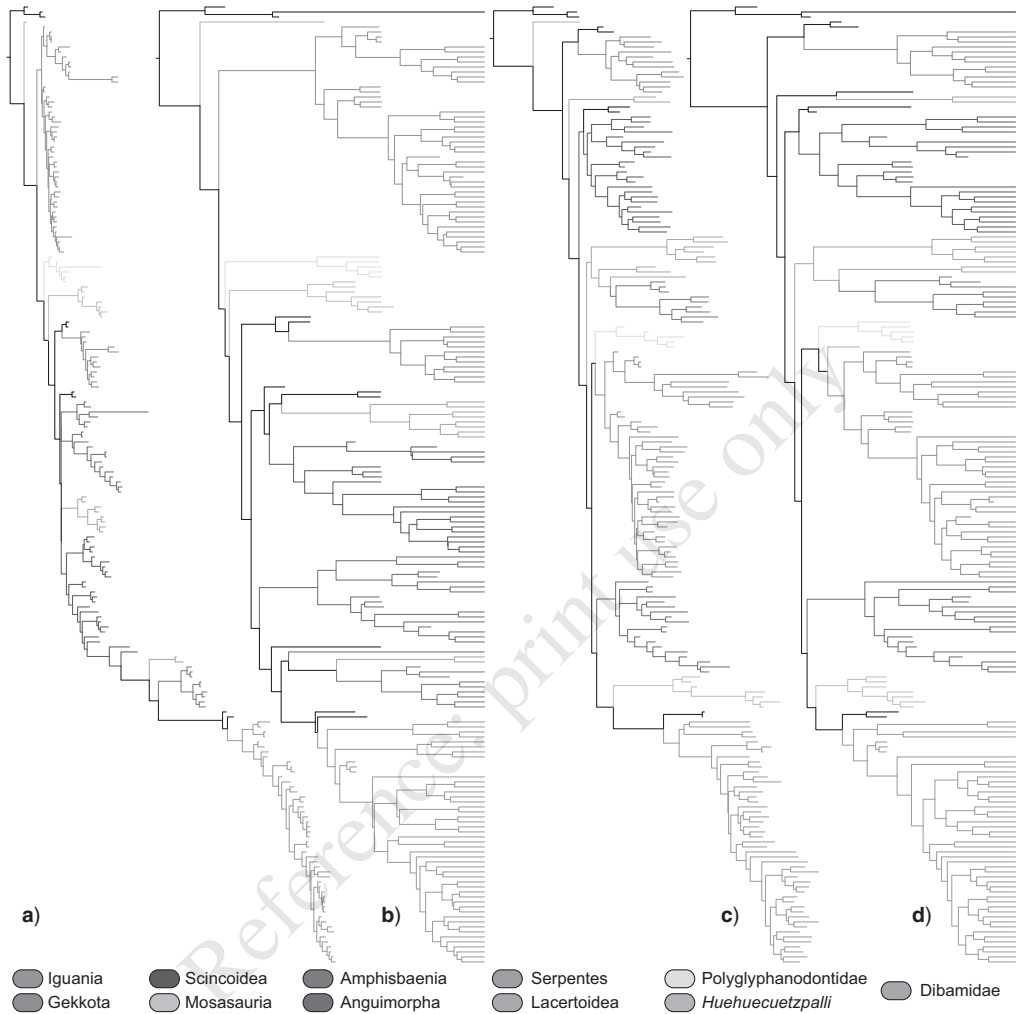 a)
b)
c)
d)
Iguania
Scincoidea
Amphisbaenia
Serpentes
Polyglyphanodontidae
Dibamidae
Gekkota
Mosasauria
Anguimorpha
Lacertoidea
Huehuecuetzpalli
Reference: print use only